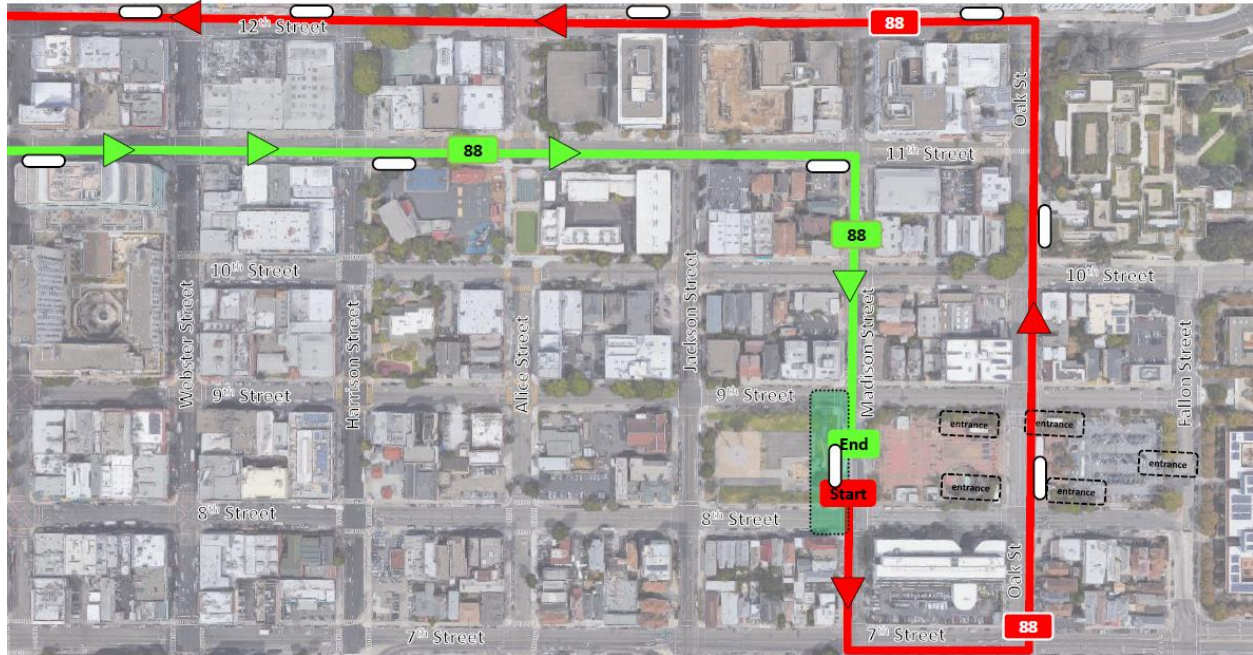 12th Street
88
Oak St
88
11th Street
88
10th Street
10th Street
Webster Street
Harrison Street
Alice Street
Jackson Street
Madison Street
Fallon Street
9th Street
9th Street
End
entrance
entrance
entrance
entrance
entrance
Start
8th Street
8th Street
Oak St
7th Street
7th Street
88